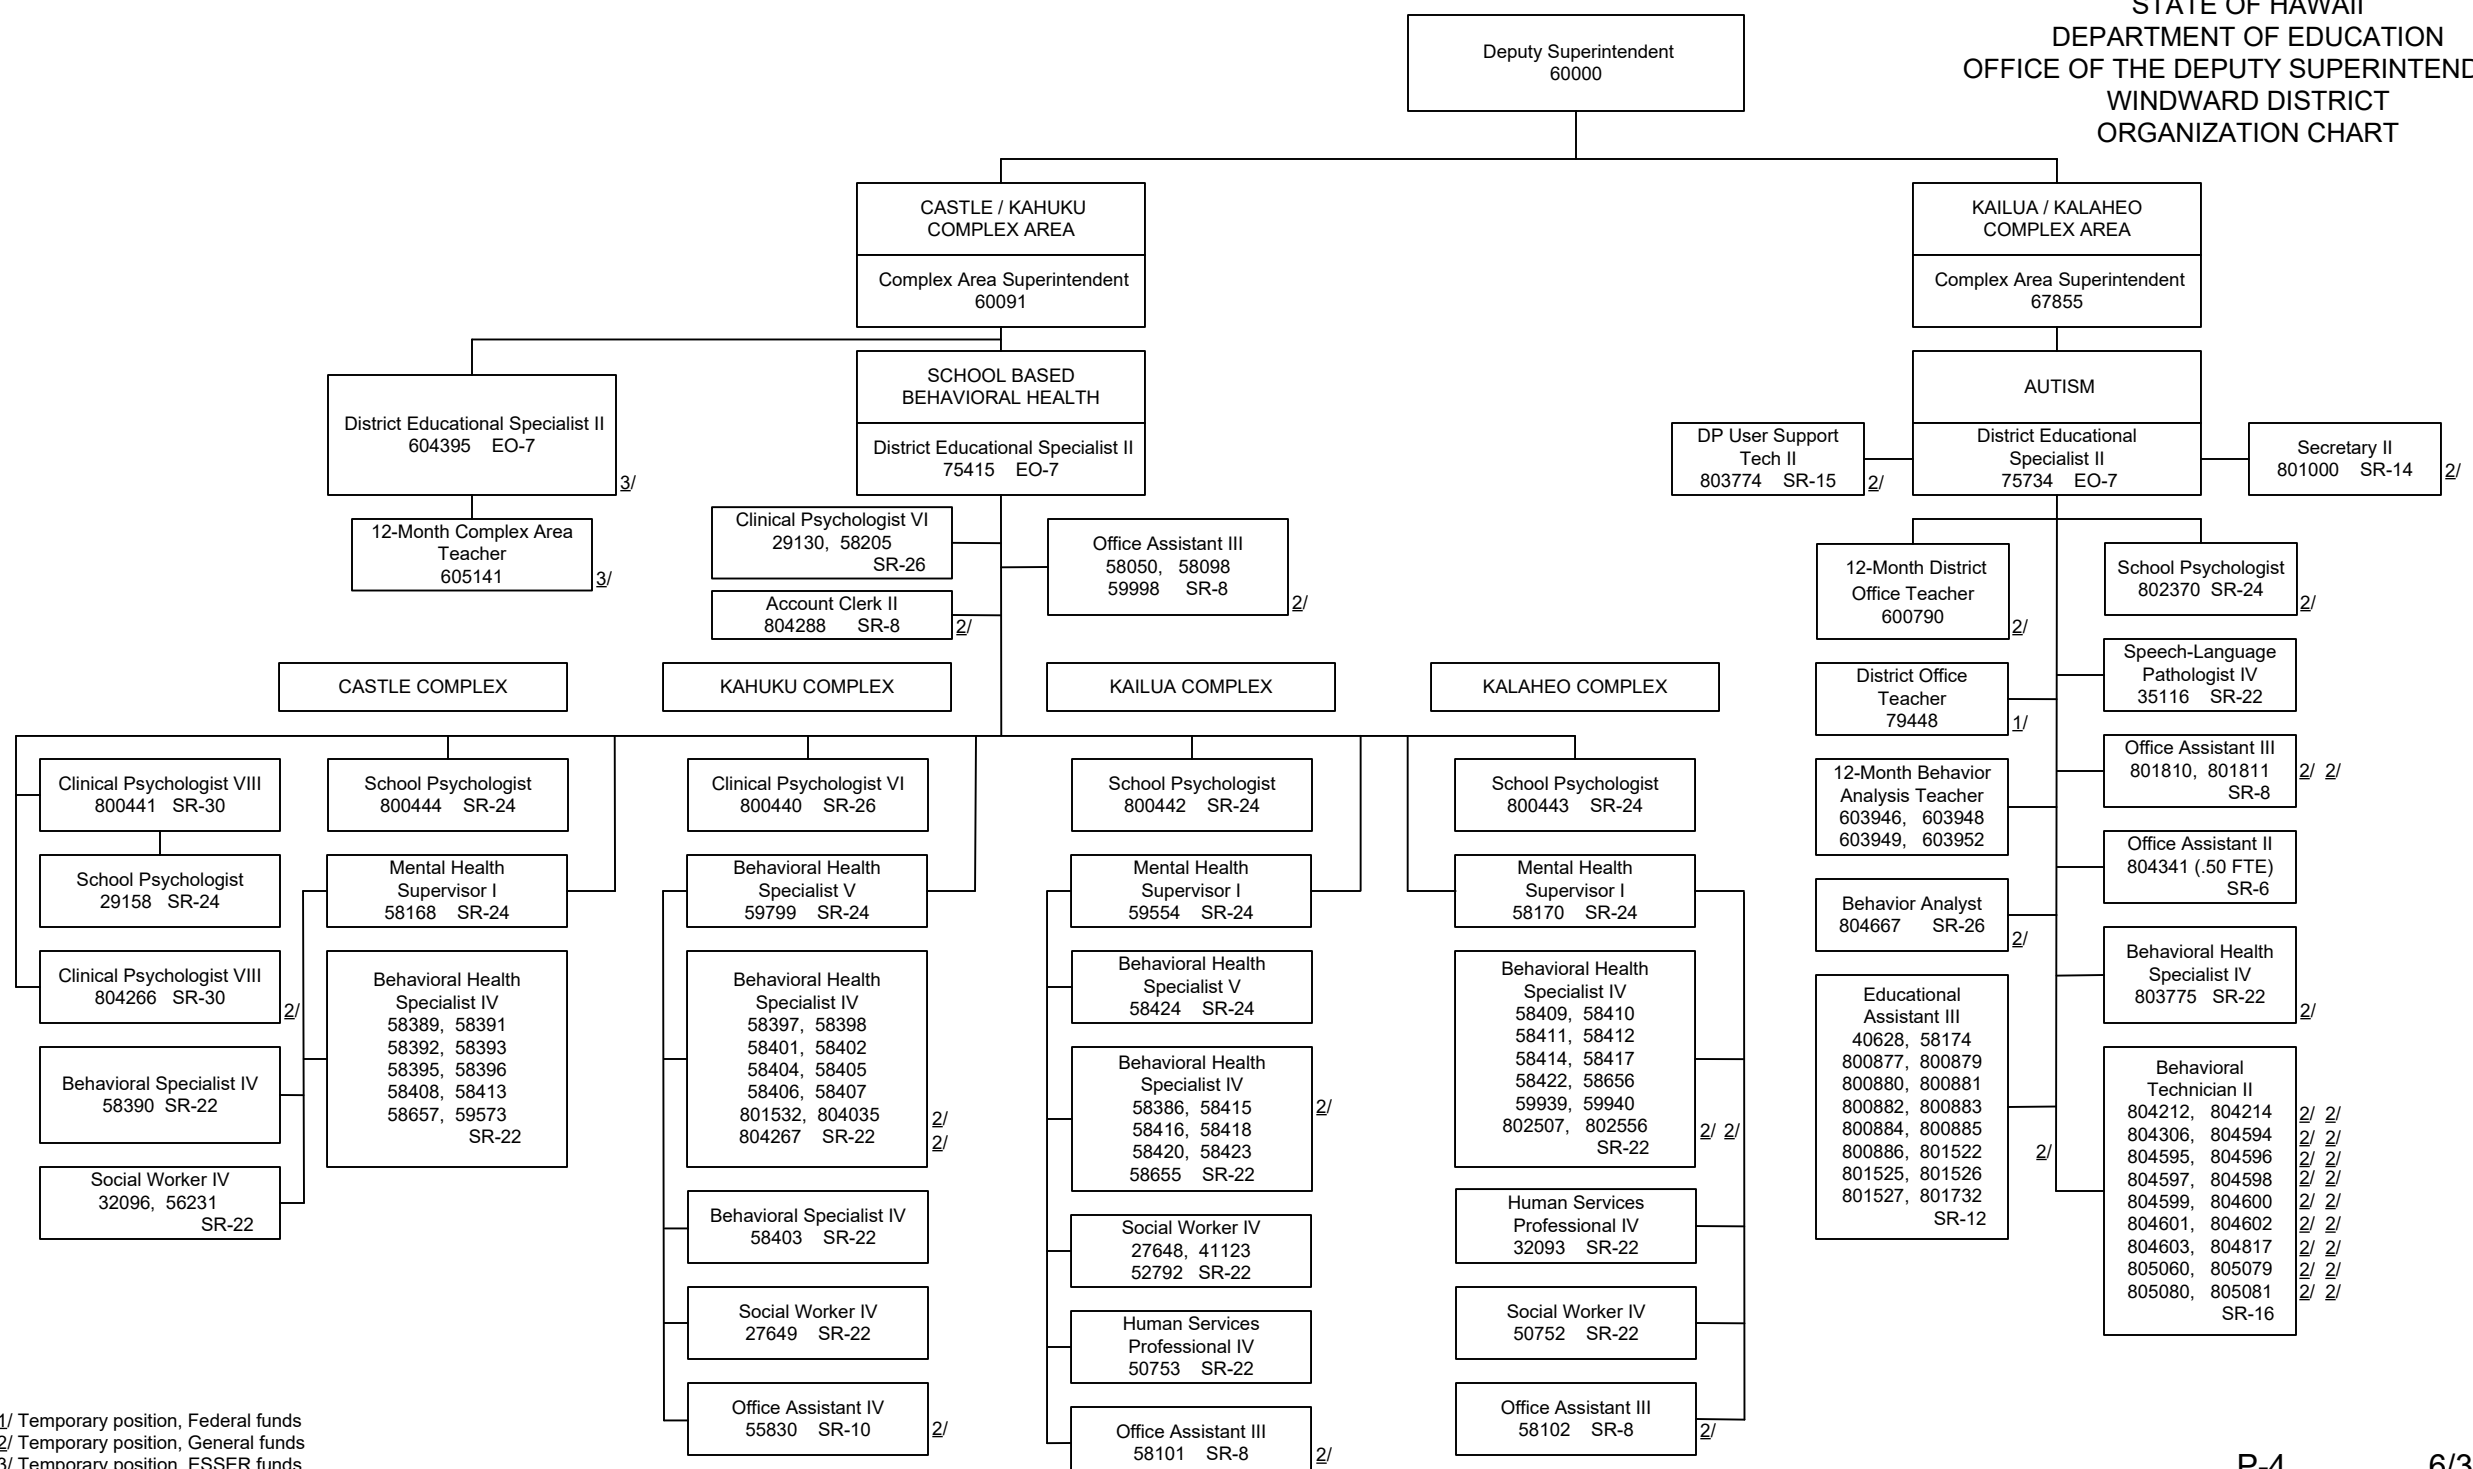 STATE OF HAWAII
DEPARTMENT OF EDUCATION
OFFICE OF THE DEPUTY SUPERINTEND
WINDWARD DISTRICT
ORGANIZATION CHART
Deputy Superintendent
60000
CASTLE / KAHUKU
COMPLEX AREA
Complex Area Superintendent
60091
KAILUA / KALAHEO
COMPLEX AREA
Complex Area Superintendent
67855
District Educational Specialist II
604395 EO-7
3/
12-Month Complex Area
Teacher
605141
3/
SCHOOL BASED
BEHAVIORAL HEALTH
District Educational Specialist II
75415 EO-7
Clinical Psychologist VI
29130, 58205
SR-26
Account Clerk II
804288 SR-8
2/
Office Assistant III
58050, 58098
59998 SR-8
2/
AUTISM
District Educational
Specialist II
75734 EO-7
DP User Support
Tech II
803774 SR-15
2/
Secretary II
801000 SR-14
2/
CASTLE COMPLEX
KAHUKU COMPLEX
KAILUA COMPLEX
KALAHEO COMPLEX
Clinical Psychologist VIII
800441 SR-30
School Psychologist
29158 SR-24
Clinical Psychologist VIII
804266 SR-30
2/
Behavioral Specialist IV
58390 SR-22
Social Worker IV
32096, 56231
SR-22
School Psychologist
800444 SR-24
Mental Health
Supervisor I
58168 SR-24
Behavioral Health
Specialist IV
58389, 58391
58392, 58393
58395, 58396
58408, 58413
58657, 59573
SR-22
Clinical Psychologist VI
800440 SR-26
Behavioral Health
Specialist V
59799 SR-24
Behavioral Health
Specialist IV
58397, 58398
58401, 58402
58404, 58405
58406, 58407
801532, 804035 2/
804267 SR-22 2/
Behavioral Specialist IV
58403 SR-22
Social Worker IV
27649 SR-22
Office Assistant IV
55830 SR-10 2/
School Psychologist
800442 SR-24
Mental Health
Supervisor I
59554 SR-24
Behavioral Health
Specialist V
58424 SR-24
Behavioral Health
Specialist IV
58386, 58415 2/
58416, 58418
58420, 58423
58655 SR-22
Social Worker IV
27648, 41123
52792 SR-22
Human Services
Professional IV
50753 SR-22
Office Assistant III
58101 SR-8 2/
School Psychologist
800443 SR-24
Mental Health
Supervisor I
58170 SR-24
Behavioral Health
Specialist IV
58409, 58410
58411, 58412
58414, 58417
58422, 58656
59939, 59940
802507, 802556 2/ 2/
SR-22
Human Services
Professional IV
32093 SR-22
Social Worker IV
50752 SR-22
Office Assistant III
58102 SR-8 2/
12-Month District
Office Teacher
600790
2/
District Office
Teacher
79448
1/
12-Month Behavior
Analysis Teacher
603946, 603948
603949, 603952
Behavior Analyst
804667 SR-26
2/
Educational
Assistant III
40628, 58174
800877, 800879
800880, 800881
800882, 800883
800884, 800885
800886, 801522 2/
801525, 801526
801527, 801732
SR-12
School Psychologist
802370 SR-24
2/
Speech-Language
Pathologist IV
35116 SR-22
Office Assistant III
801810, 801811 2/ 2/
SR-8
Office Assistant II
804341 (.50 FTE)
SR-6
Behavioral Health
Specialist IV
803775 SR-22
2/
Behavioral
Technician II
804212, 804214 2/ 2/
804306, 804594 2/ 2/
804595, 804596 2/ 2/
804597, 804598 2/ 2/
804599, 804600 2/ 2/
804601, 804602 2/ 2/
804603, 804817 2/ 2/
805060, 805079 2/ 2/
805080, 805081 2/ 2/
SR-16
1/ Temporary position, Federal funds
2/ Temporary position, General funds
3/ Temporary position, ESSER funds
P-4 6/3